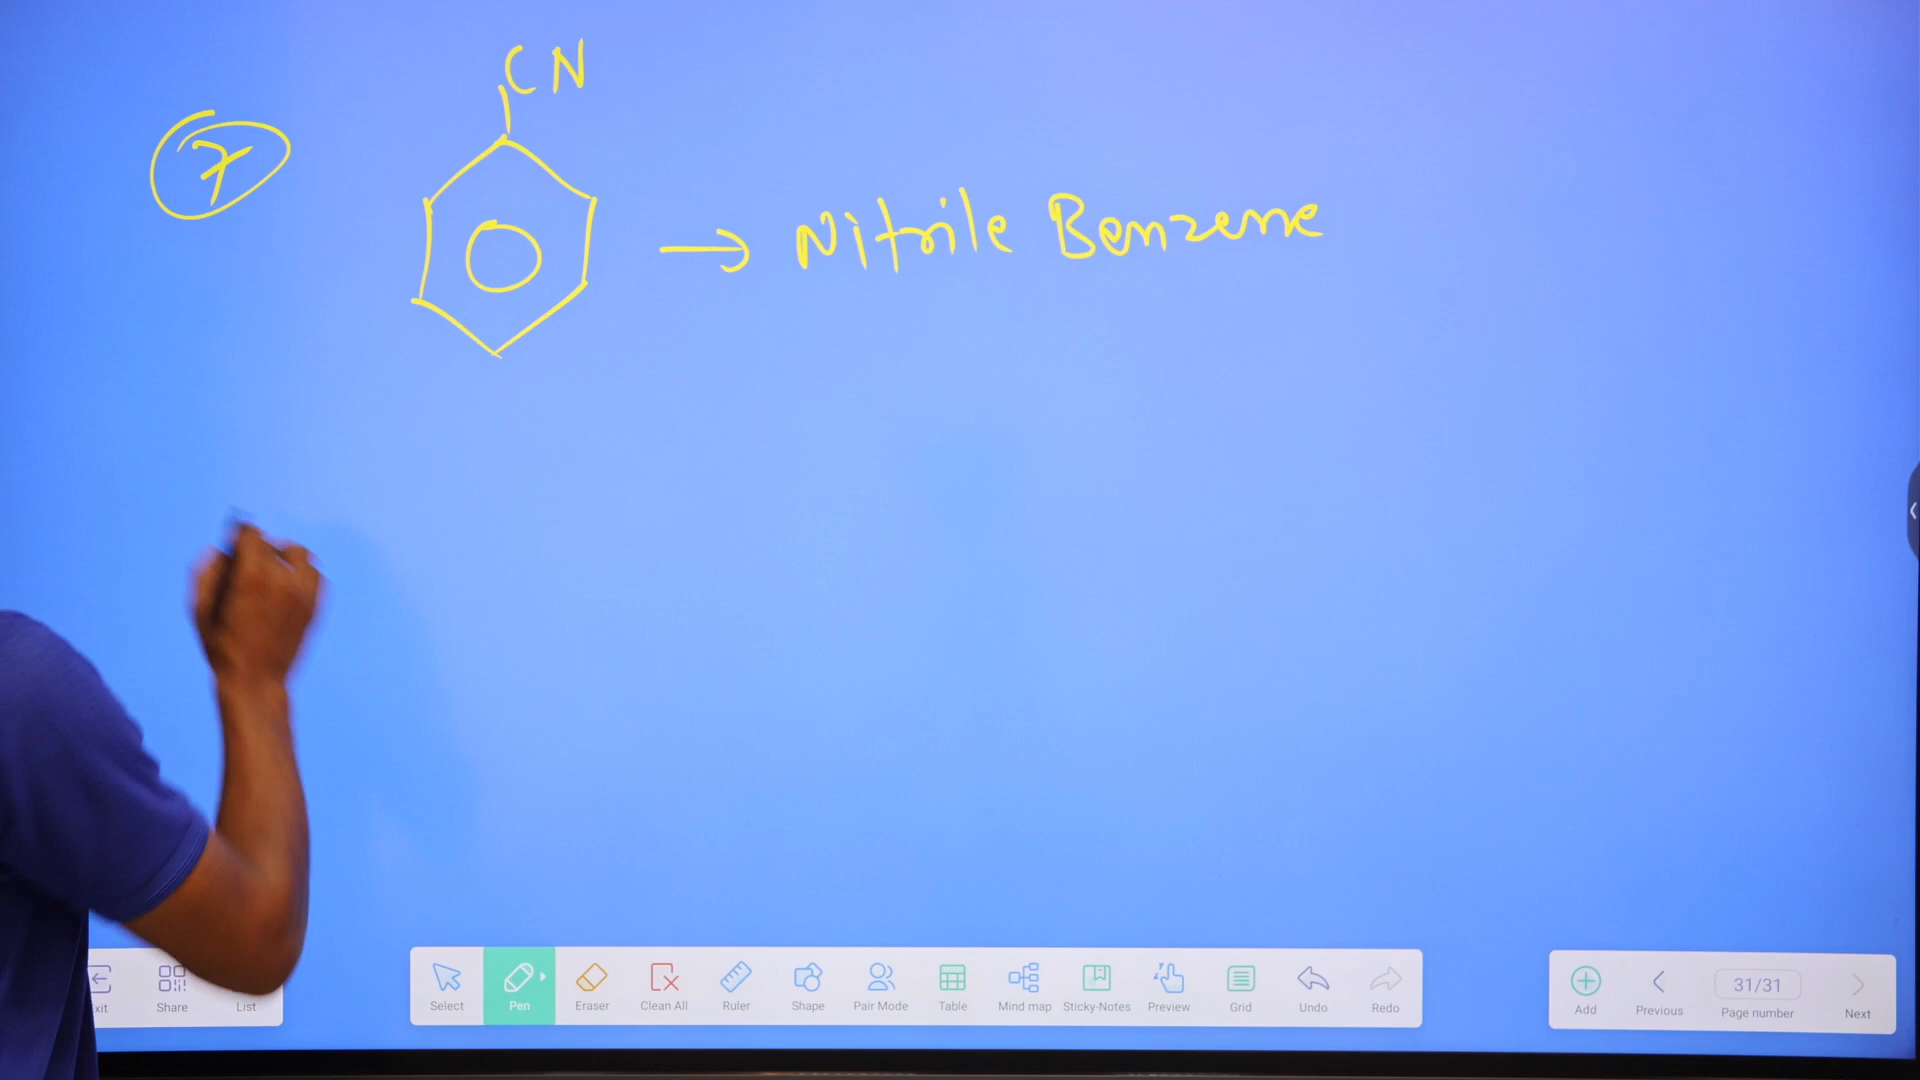 CN
7
→ Nitrile Benzene
xit
Share
List
Select
Pen
Eraser
Clean All
Ruler
Shape
Pair Mode
Table
Mind map
Sticky-Notes
Preview
Grid
Undo
Redo
Add
Previous
31/31
Page number
Next